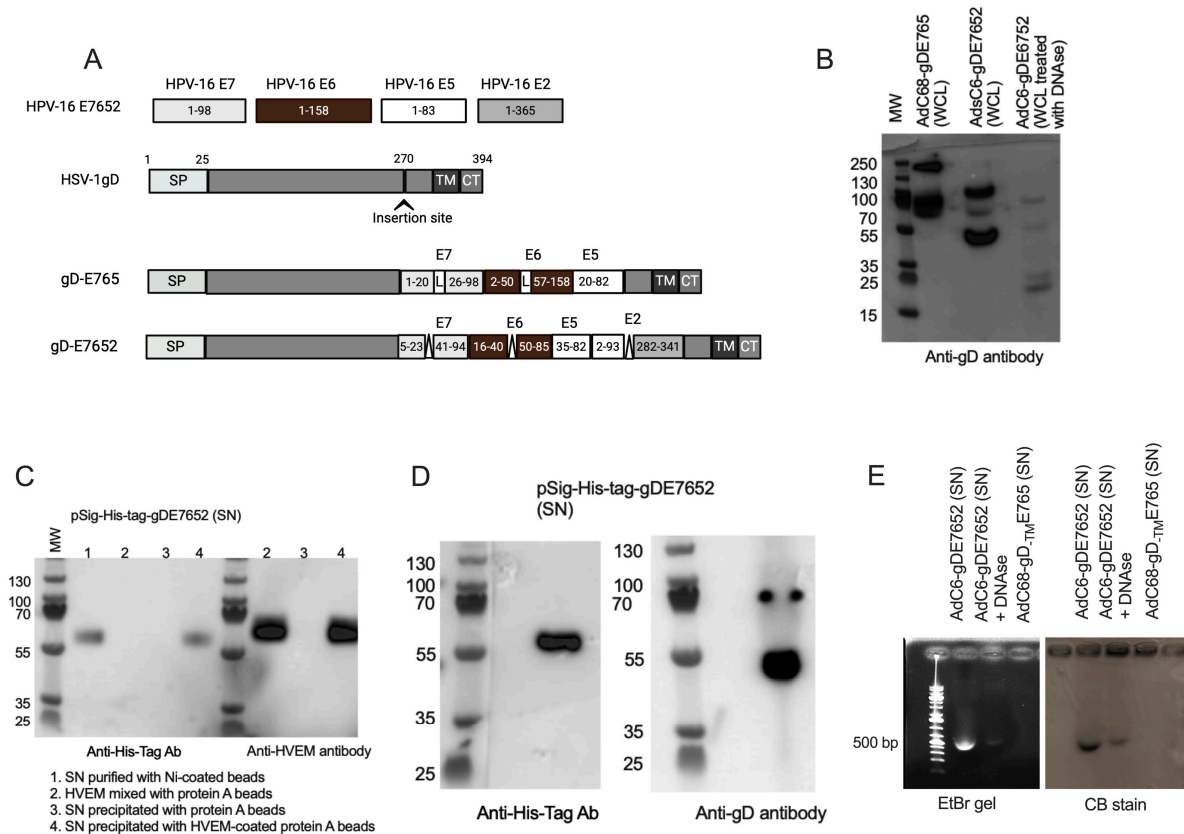 A
HPV-16 E7 HPV-16 E6 HPV-16 E5 HPV-16 E2
HPV-16 E7652 1-98 1-158 1-83 1-365
1 25 270 394
HSV-1gD SP TM CT
Insertion site
E7 E6 E5
gD-E765 SP 1-20 L 26-98 2-50 L 57-158 20-82 TM CT
E7 E6 E5 E2
gD-E7652 SP 5-23 41-94 16-40 50-85 35-82 2-93 282-341 TM CT
B
MW
AdC68-gDE765
(WCL)
AdsC6-gDE7652
(WCL)
AdC6-gDE6752
(WCL treated
with DNAse)
250
130
100
70
55
35
25
15
Anti-gD antibody
C
pSig-His-tag-gDE7652 (SN)
MW
1 2 3 4 2 3 4
130
100
70
55
35
25
Anti-His-Tag Ab Anti-HVEM antibody
1. SN purified with Ni-coated beads
2. HVEM mixed with protein A beads
3. SN precipitated with protein A beads
4. SN precipitated with HVEM-coated protein A beads
D
pSig-His-tag-gDE7652
(SN)
130
100
70
55
35
25
Anti-His-Tag Ab
130
100
70
55
35
25
Anti-gD antibody
E
AdC6-gDE7652 (SN)
AdC6-gDE7652 (SN)
+ DNAse
AdC68-gD-TME765 (SN)
AdC6-gDE7652 (SN)
AdC6-gDE7652 (SN)
+ DNAse
AdC68-gD-TME765 (SN)
500 bp
EtBr gel CB stain